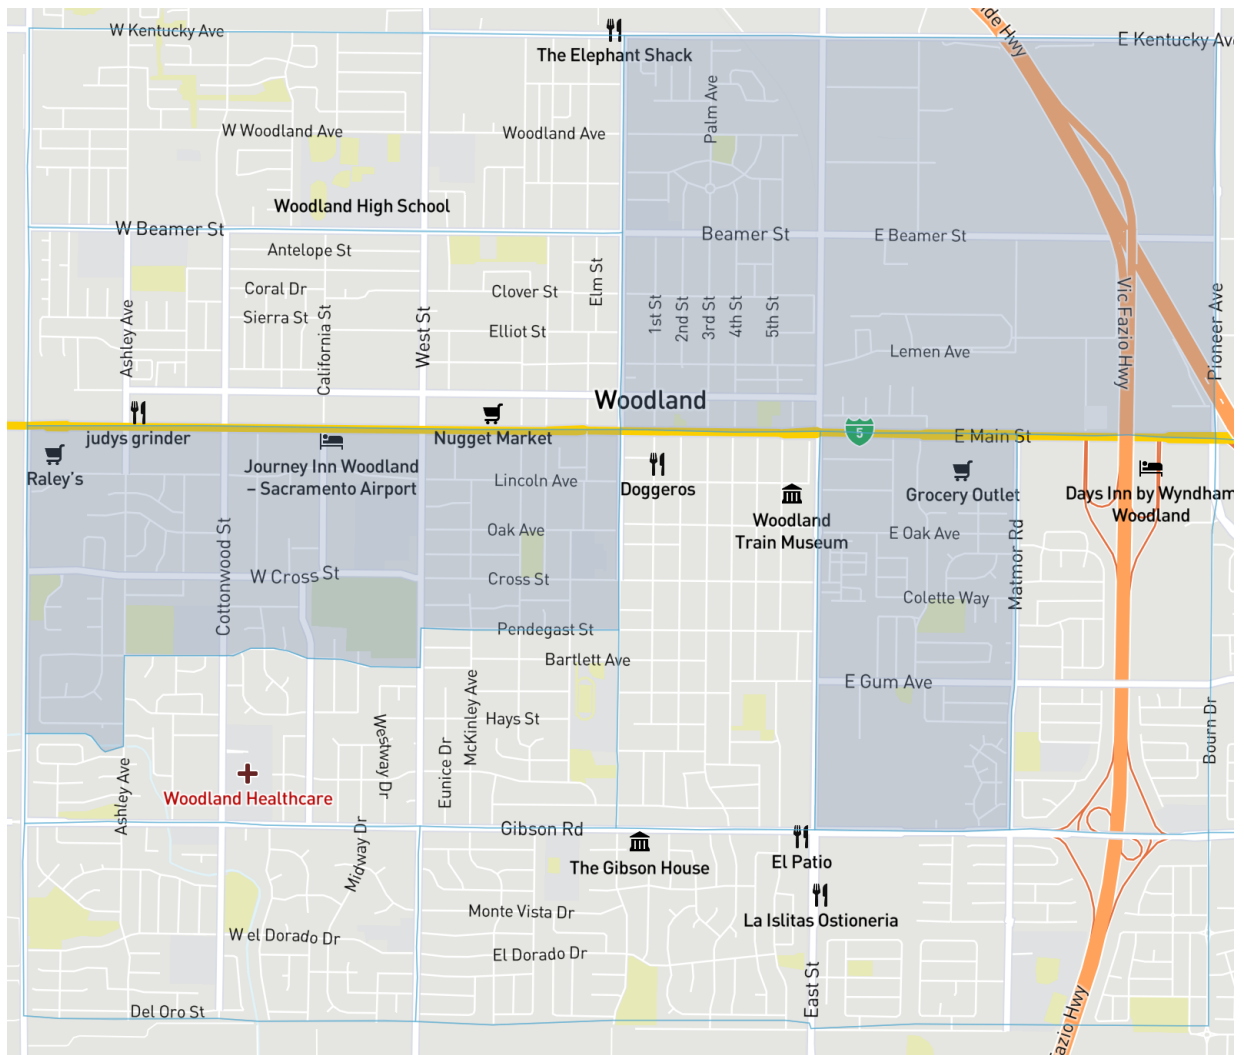 W Kentucky Ave
ide Hwy
E Kentucky Ave
The Elephant Shack
Palm Ave
W Woodland Ave
Woodland Ave
Woodland High School
W Beamer St
Beamer St
E Beamer St
Antelope St
Elm St
Coral Dr
Clover St
Sierra St
Elliot St
1st St
2nd St
3rd St
4th St
5th St
Ashley Ave
California St
West St
Lemen Ave
Vic Fazio Hwy
Pioneer Ave
Woodland
judys grinder
Nugget Market
5
E Main St
Raley's
Journey Inn Woodland
– Sacramento Airport
Lincoln Ave
Doggeros
Grocery Outlet
Days Inn by Wyndham
Woodland
Woodland
Train Museum
Oak Ave
E Oak Ave
Cottonwood St
W Cross St
Cross St
Matmor Rd
Colette Way
Pendegast St
Bartlett Ave
E Gum Ave
McKinley Ave
Hays St
Westway Dr
Eunice Dr
Bourn Dr
Ashley Ave
Woodland Healthcare
Gibson Rd
Midway Dr
The Gibson House
El Patio
Monte Vista Dr
La Islitas Ostioneria
W el Dorado Dr
El Dorado Dr
East St
Del Oro St
Fazio Hwy